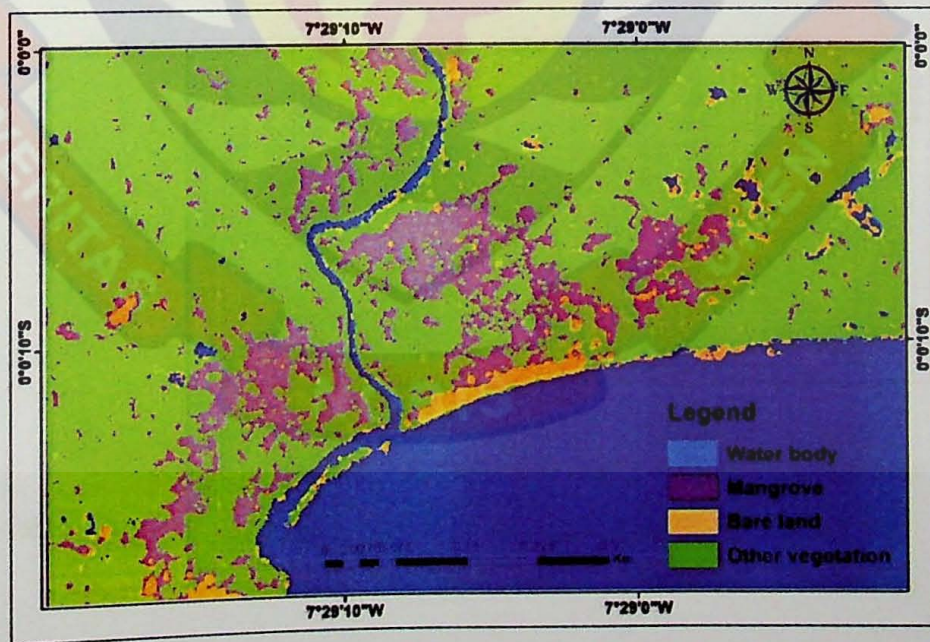 7°29'10"W 7°29'0"W
0°0'0" 0°0'0"
N
W E
S
0°0'10"S 0°0'10"S
Legend
Water body
Mangrove
Bare land
Other vegetation
Km
7°29'10"W 7°29'0"W